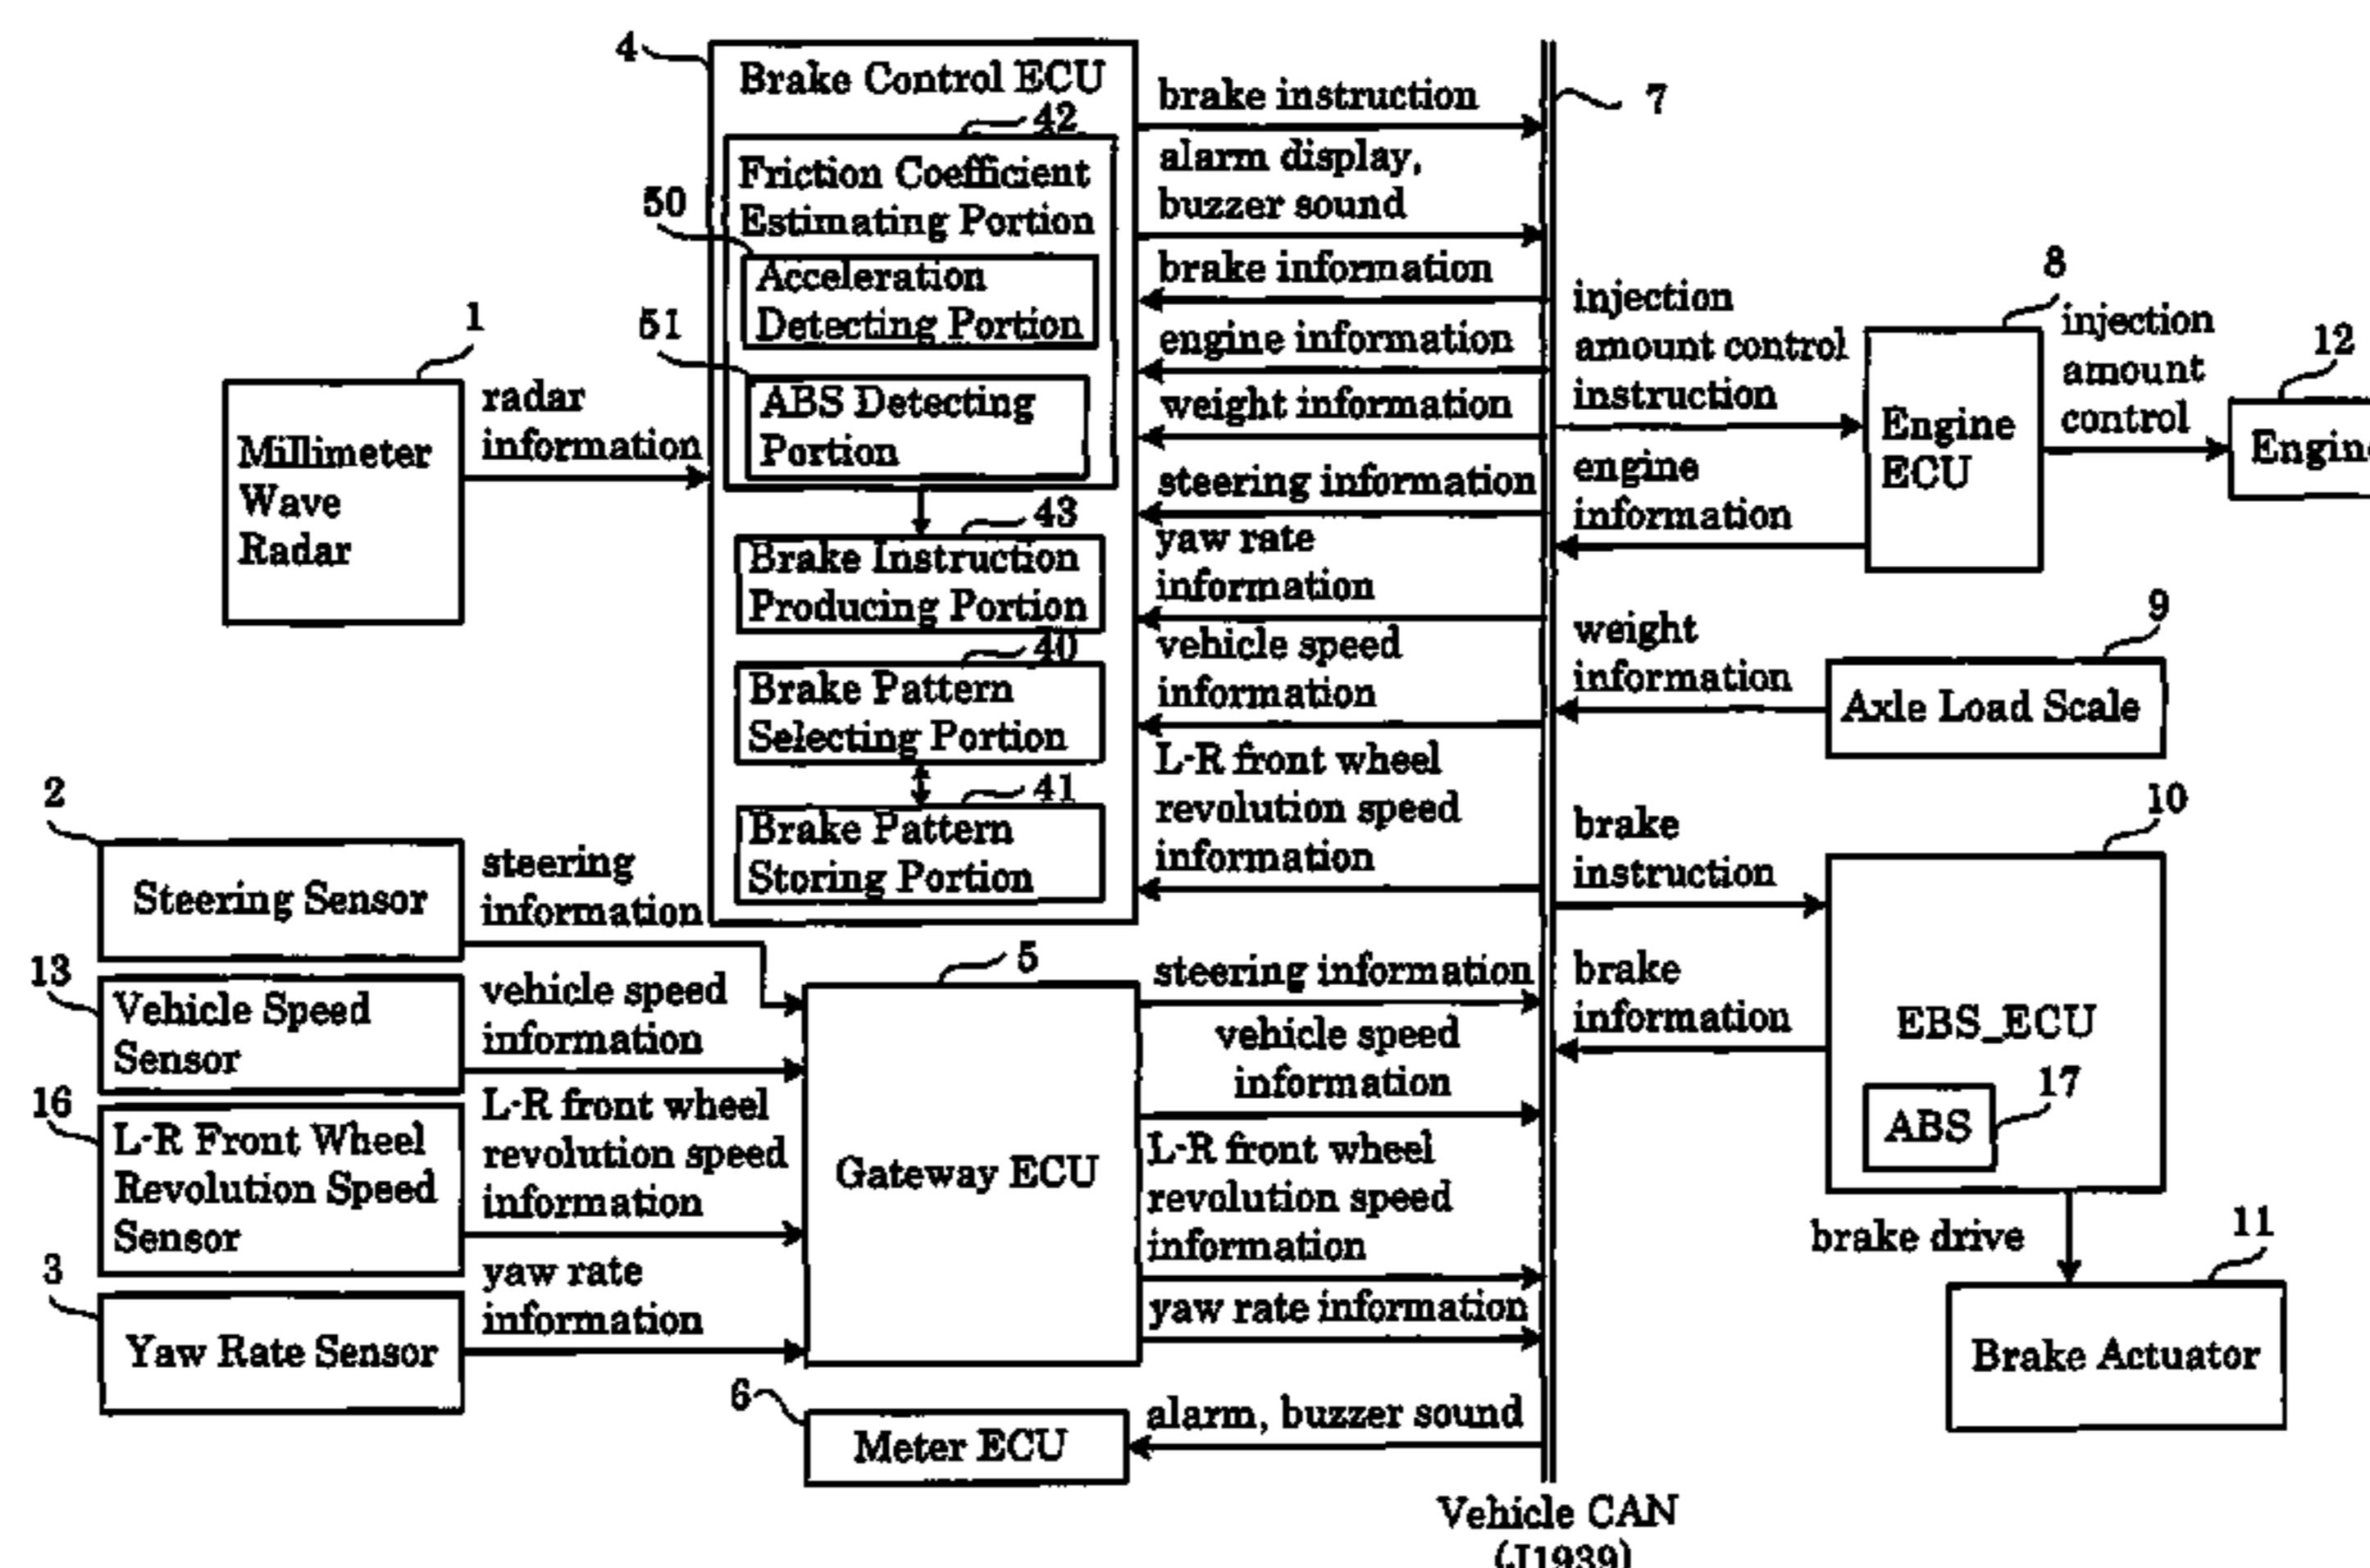 4
Brake Control ECU
42
Friction Coefficient
Estimating Portion
50
Acceleration
Detecting Portion
51
ABS Detecting
Portion
43
Brake Instruction
Producing Portion
40
Brake Pattern
Selecting Portion
41
Brake Pattern
Storing Portion
1
Millimeter
Wave
Radar
radar
information
2
Steering Sensor
steering
information
13
Vehicle Speed
Sensor
vehicle speed
information
16
L-R Front Wheel
Revolution Speed
Sensor
L-R front wheel
revolution speed
information
3
Yaw Rate Sensor
yaw rate
information
5
Gateway ECU
6
Meter ECU
brake instruction
alarm display,
buzzer sound
brake information
engine information
weight information
steering information
yaw rate
information
vehicle speed
information
L-R front wheel
revolution speed
information
steering information
vehicle speed
information
L-R front wheel
revolution speed
information
yaw rate information
alarm, buzzer sound
7
Vehicle CAN
(J1939)
injection
amount control
instruction
engine
information
8
Engine
ECU
injection
amount
control
12
Engine
weight
information
9
Axle Load Scale
brake
instruction
brake
information
10
EBS_ECU
ABS
17
brake drive
11
Brake Actuator